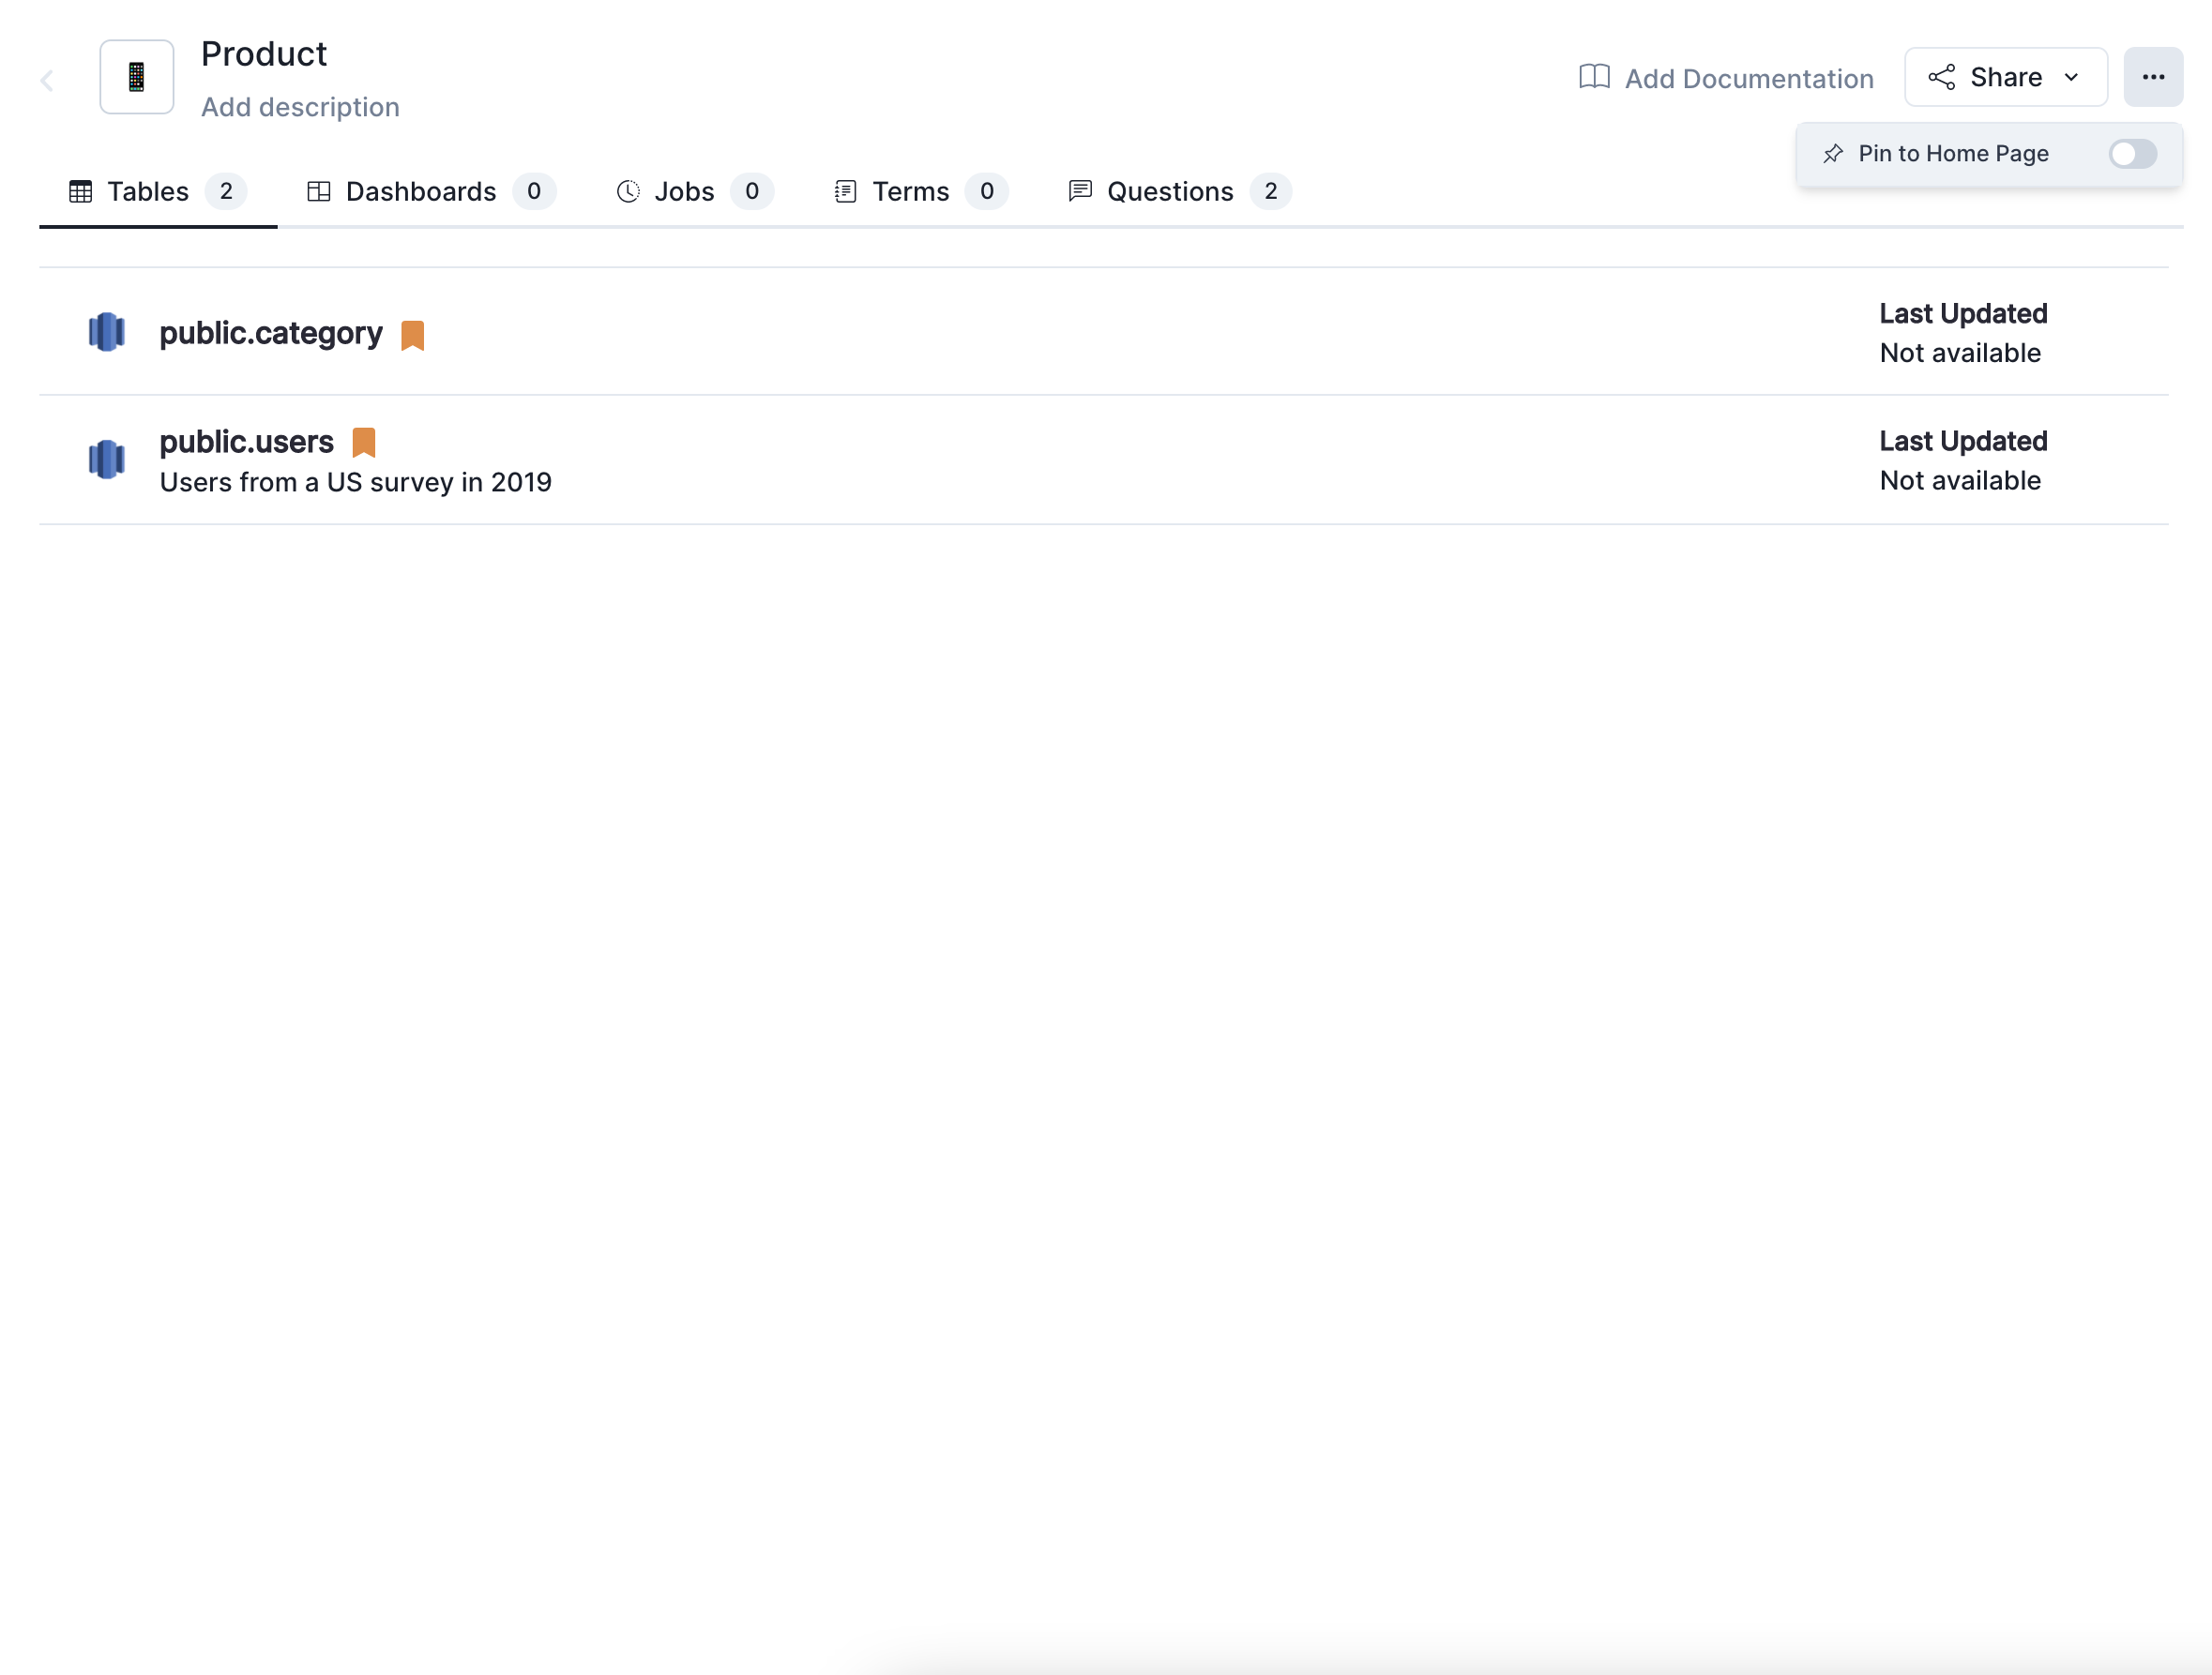 Product
Add description
Add Documentation
Share
Pin to Home Page
Tables 2
Dashboards 0
Jobs 0
Terms 0
Questions 2
public.category
Last Updated
Not available
public.users
Users from a US survey in 2019
Last Updated
Not available